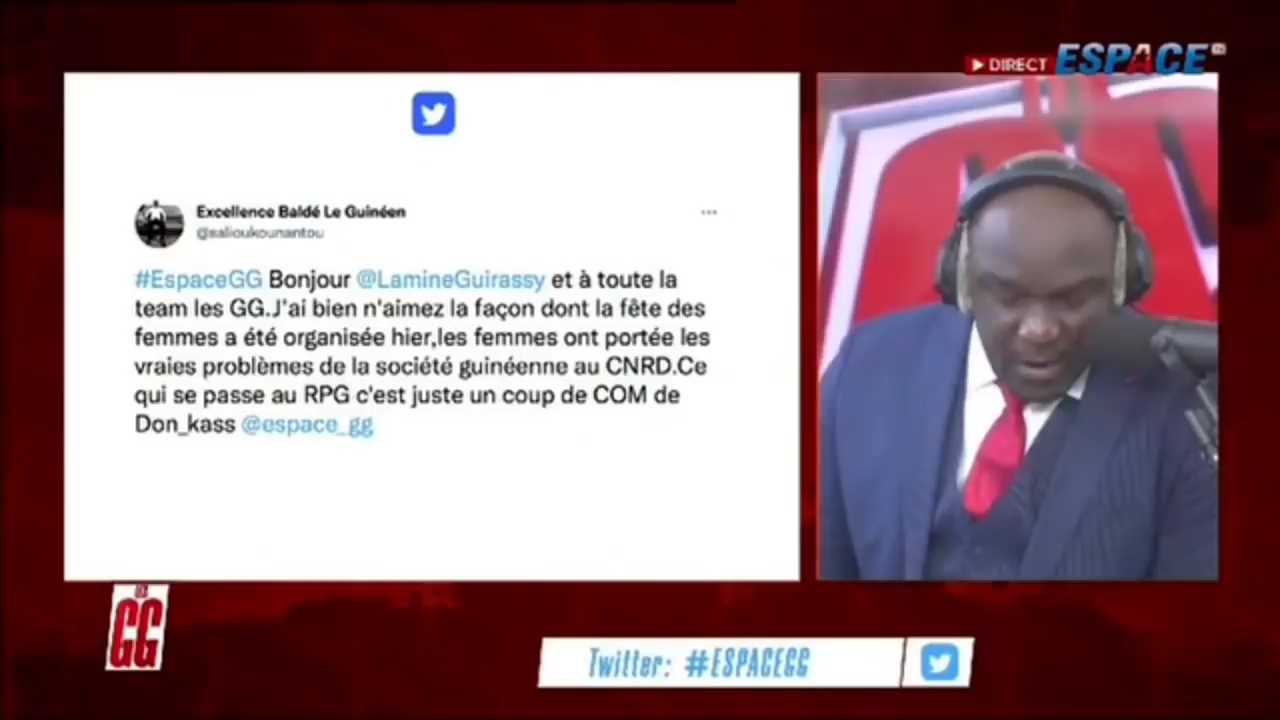 DIRECT ESPACE TV
Excellence Baldé Le Guinéen
@salioukounantou
#EspaceGG Bonjour @LamineGuirassy et à toute la
team les GG.J'ai bien n'aimez la façon dont la fête des
femmes a été organisée hier,les femmes ont portée les
vraies problèmes de la société guinéenne au CNRD.Ce
qui se passe au RPG c'est juste un coup de COM de
Don_kass @espace_gg
LES
GG
Twitter: #ESPACEGG